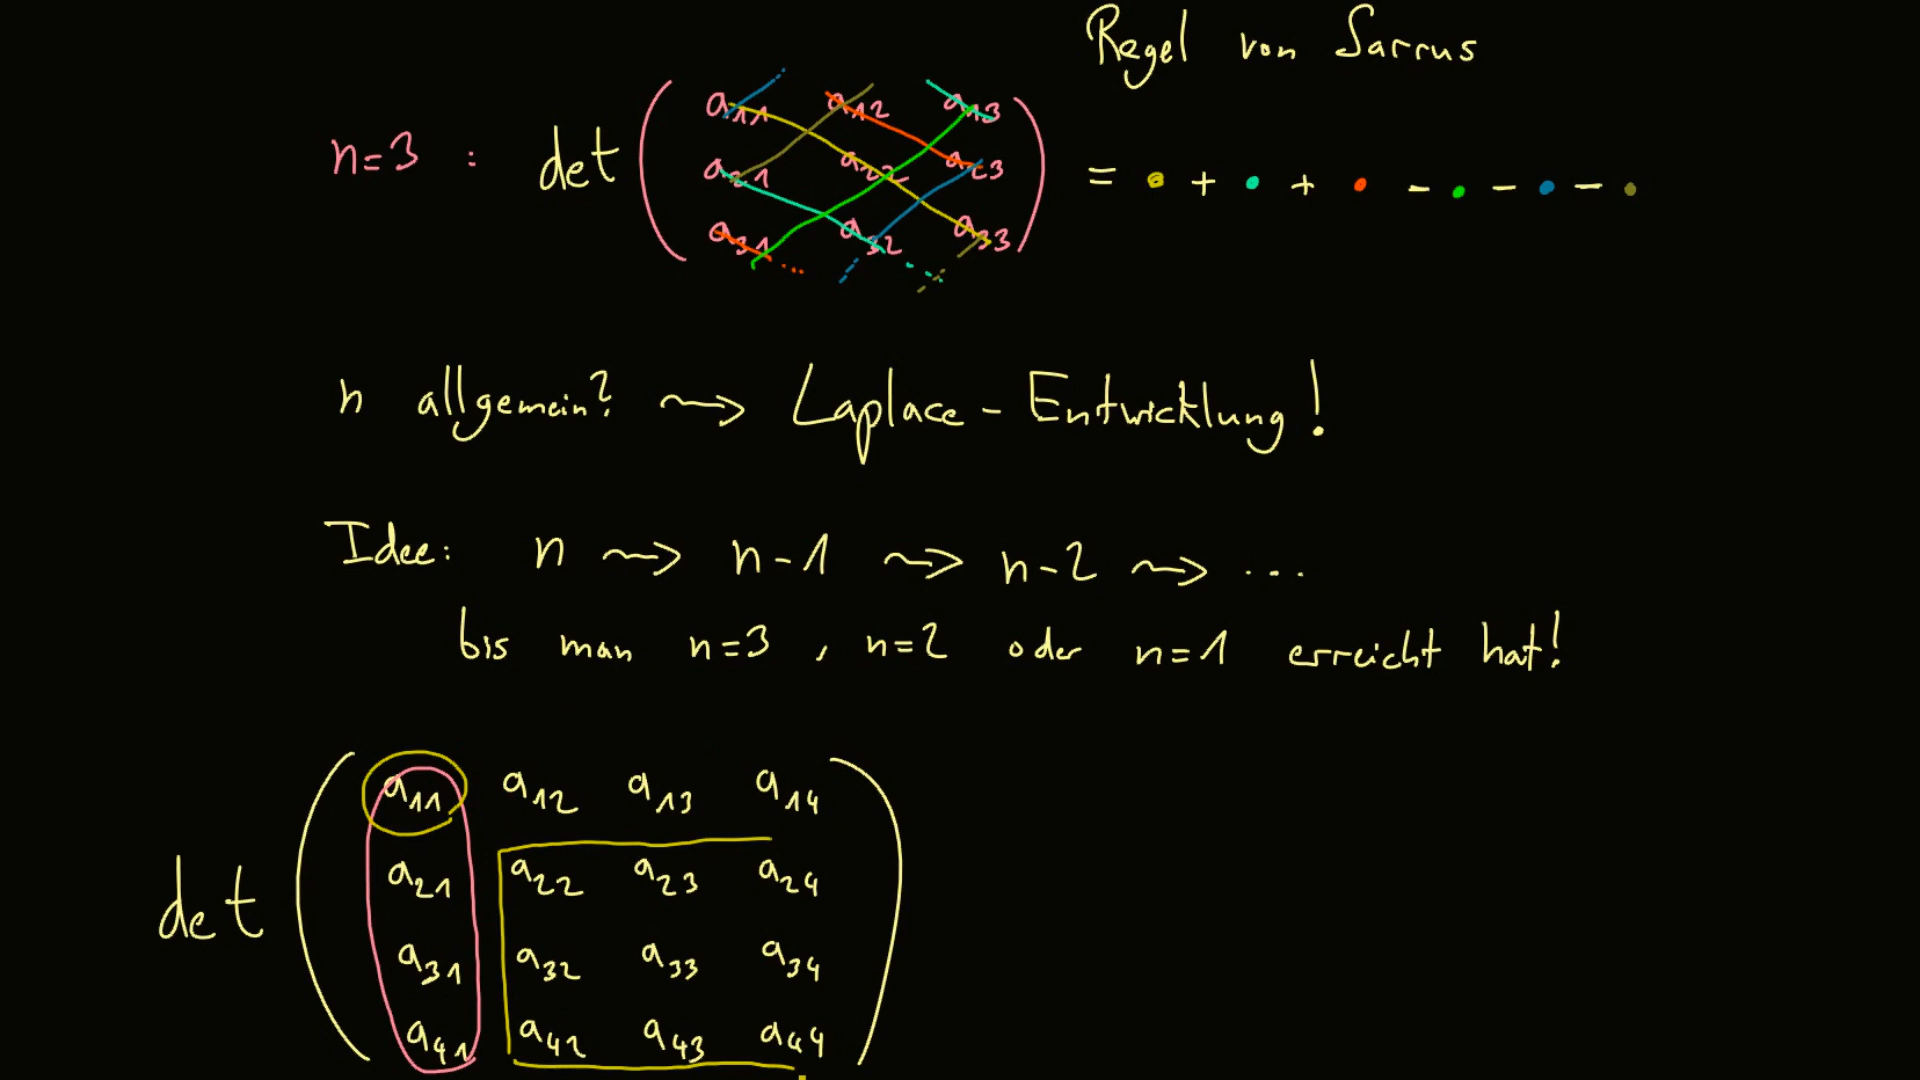 Regel von Sarrus
n=3 : det ( a11 a12 a13
a21 a22 a23
a31 a32 a33 ) = • + • + • - • - • - •
n allgemein? ⇝ Laplace-Entwicklung!
Idee: n ⇝ n-1 ⇝ n-2 ⇝ ...
bis man n=3, n=2 oder n=1 erreicht hat!
det ( a11 a12 a13 a14
a21 a22 a23 a24
a31 a32 a33 a34
a41 a42 a43 a44 )